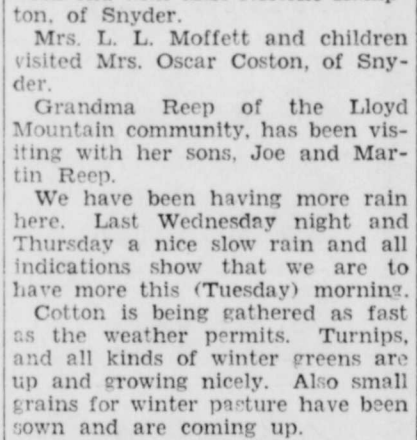 ton, of Snyder.
Mrs. L. L. Moffett and children
visited Mrs. Oscar Coston, of Sny-
der.
Grandma Reep of the Lloyd
Mountain community, has been vis-
iting with her sons, Joe and Mar-
tin Reep.
We have been having more rain
here. Last Wednesday night and
Thursday a nice slow rain and all
indications show that we are to
have more this (Tuesday) morning.
Cotton is being gathered as fast
as the weather permits. Turnips,
and all kinds of winter greens are
up and growing nicely. Also small
grains for winter pasture have been
sown and are coming up.